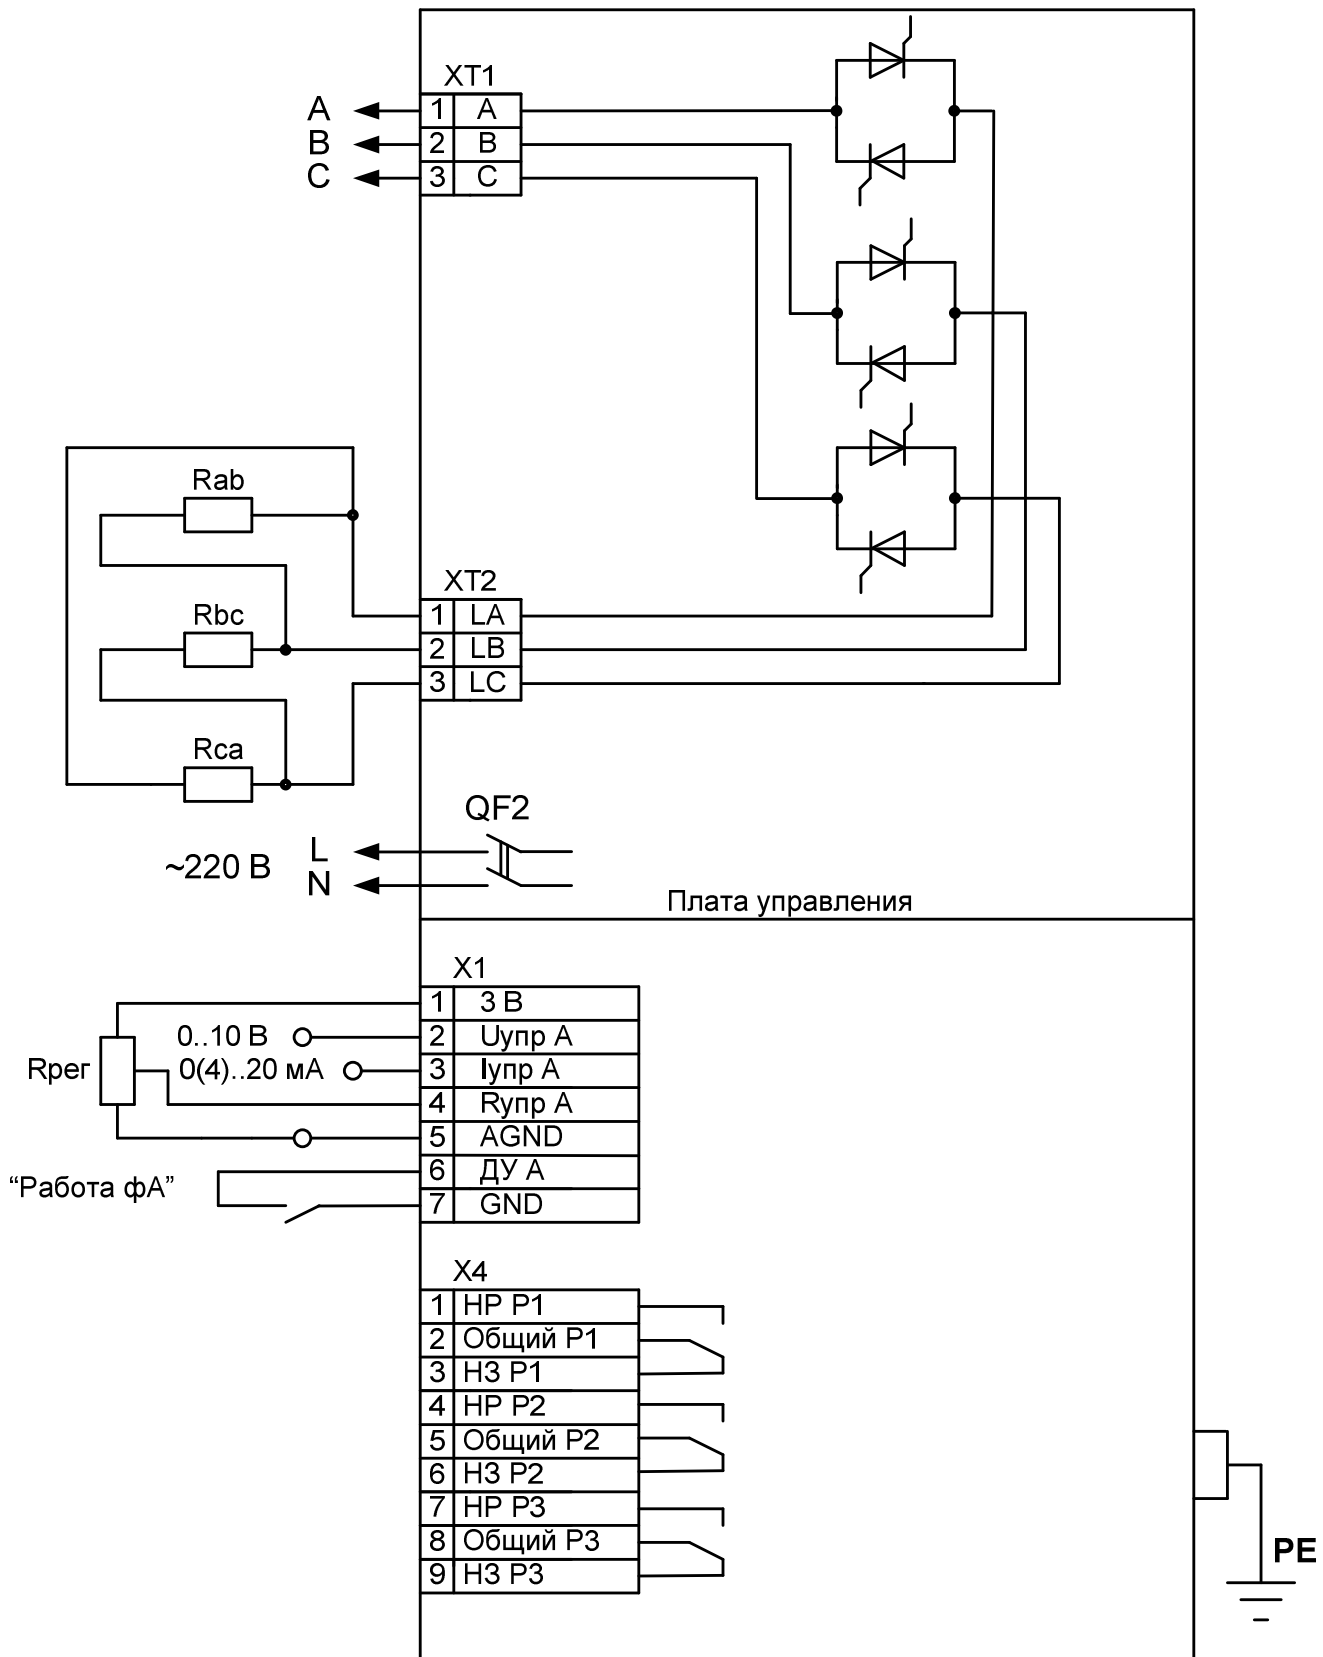 XT1
A 1 A
B 2 B
C 3 C
Rab
XT2
1 LA
Rbc
2 LB
3 LC
Rca
QF2
~220 В
L
N
Плата управления
X1
1 3 В
0..10 В 2 Uупр А
Rрег 0(4)..20 мА 3 Iупр А
4 Rупр А
5 AGND
6 ДУ А
“Работа фА”
7 GND
X4
1 НР Р1
2 Общий Р1
3 НЗ Р1
4 НР Р2
5 Общий Р2
6 НЗ Р2
7 НР Р3
8 Общий Р3
9 НЗ Р3
PE